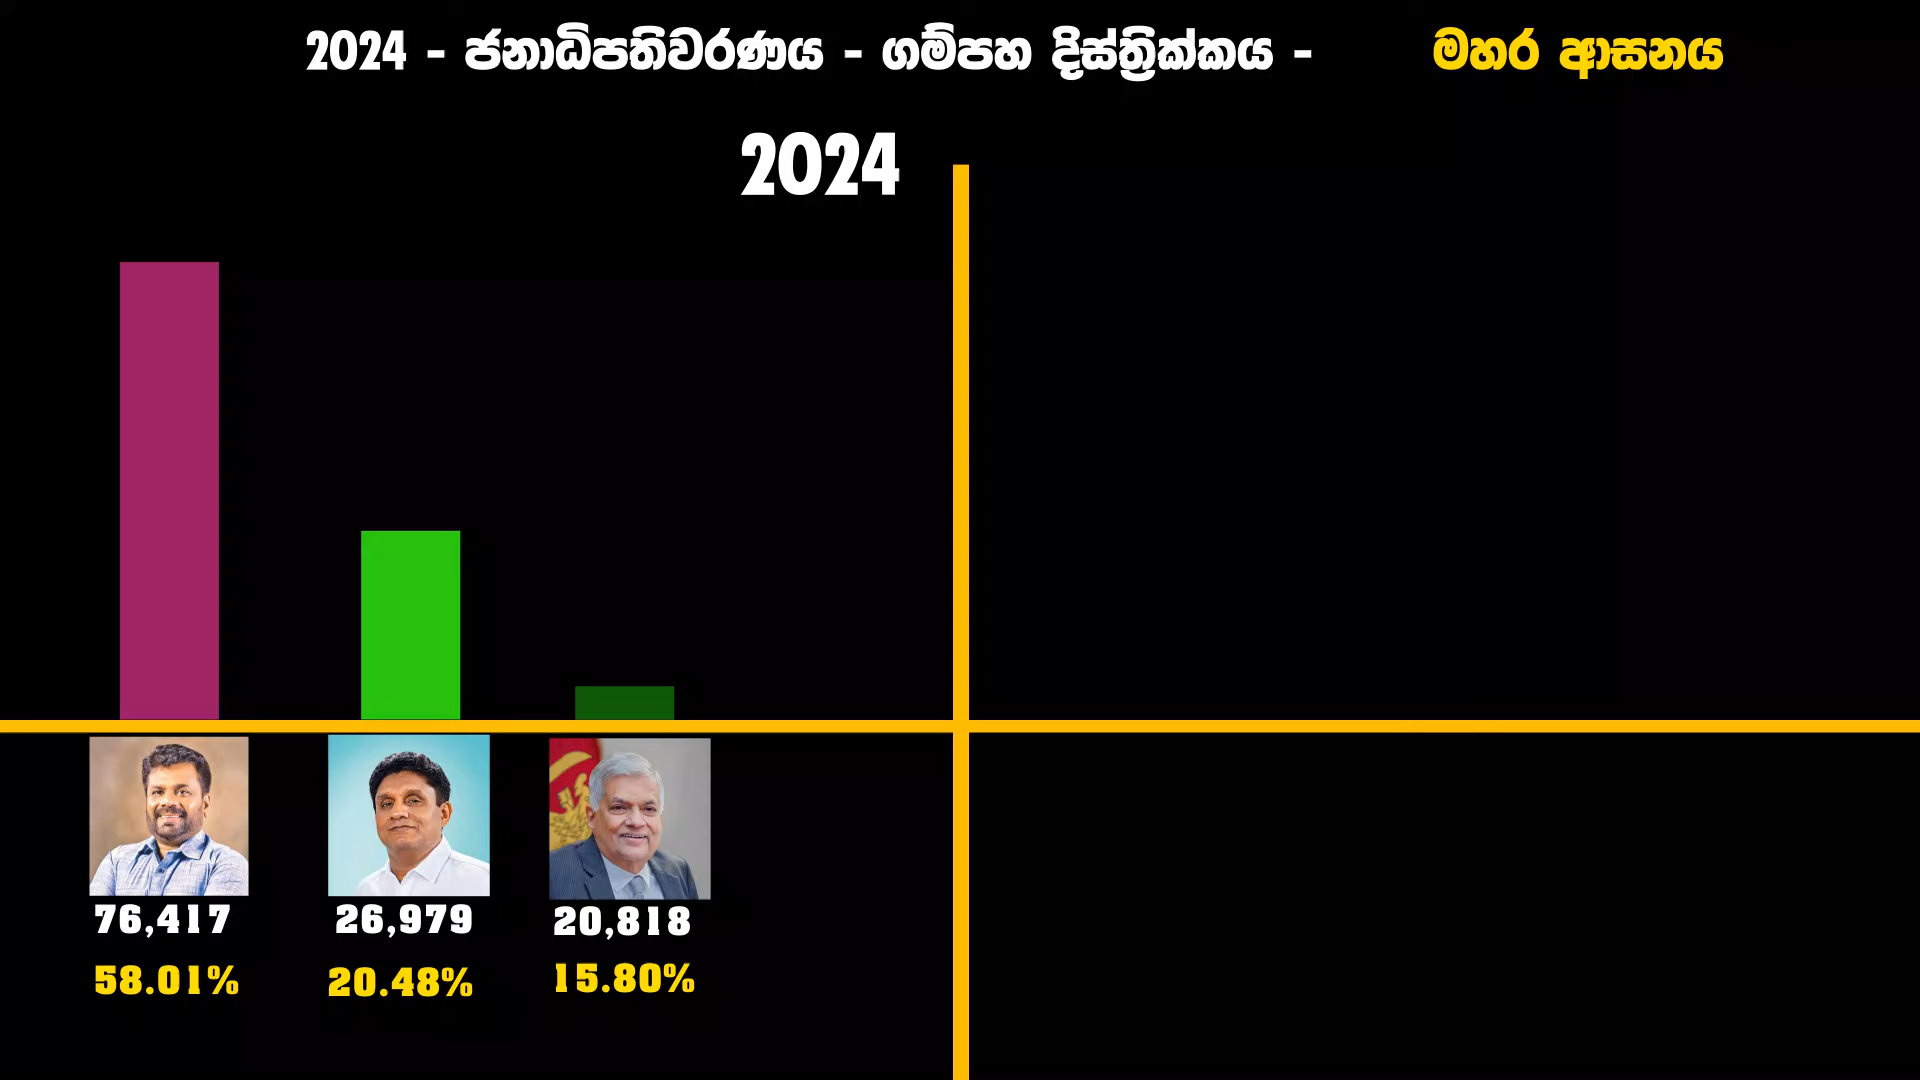 2024 - ජනාධිපතිවරණය - ගම්පහ දිස්ත්‍රික්කය - මහර ආසනය
2024
76,417 26,979 20,818
58.01% 20.48% 15.80%